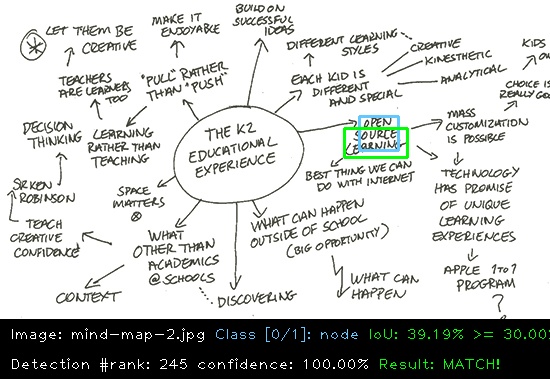 LET THEM BE
CREATIVE
MAKE IT
ENJOYABLE
BUILD ON
SUCCESSFUL
IDEAS
DIFFERENT LEARNING
STYLES
CREATIVE
KINESTHETIC
ANALYTICAL
KIDS
TEACHERS
ARE LEARNERS
TOO
"PULL" RATHER
THAN "PUSH"
EACH KID IS
DIFFERENT
AND SPECIAL
CHOICE IS
REALLY
DECISION
THINKING
LEARNING
RATHER THAN
TEACHING
THE K2
EDUCATIONAL
EXPERIENCE
OPEN
SOURCE
LEARNING
MASS
CUSTOMIZATION
IS POSSIBLE
SIR KEN
ROBINSON
SPACE
MATTERS
BEST THING WE CAN
DO WITH INTERNET
TECHNOLOGY
HAS PROMISE
OF UNIQUE
LEARNING
EXPERIENCES
TEACH
CREATIVE
CONFIDENCE
WHAT
OTHER THAN
ACADEMICS
@ SCHOOLS
WHAT CAN HAPPEN
OUTSIDE OF SCHOOL
(BIG OPPORTUNITY)
CONTEXT
DISCOVERING
WHAT CAN
HAPPEN
APPLE 1 TO 1
PROGRAM
?
Image: mind-map-2.jpg Class [0/1]: node IoU: 39.19% >= 30.00
Detection #rank: 245 confidence: 100.00% Result: MATCH!